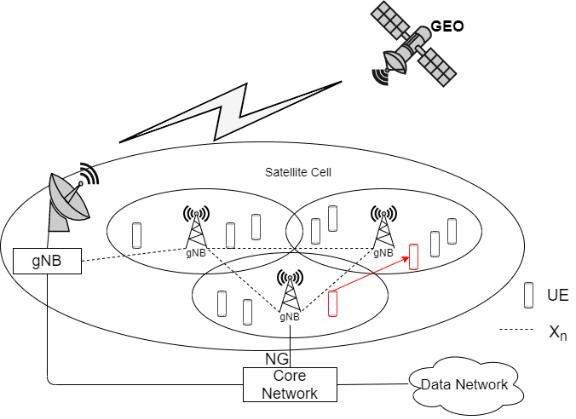 GEO
Satellite Cell
gNB
gNB
gNB
gNB
UE
Xn
NG
Core
Network
Data Network